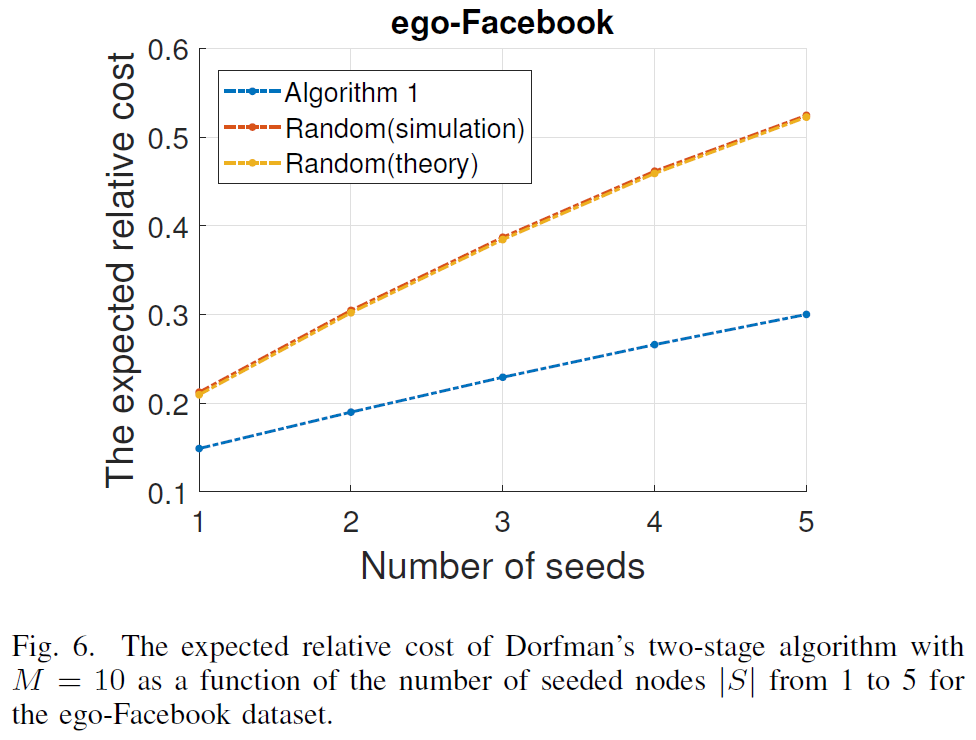 ego-Facebook
The expected relative cost
0.6
0.5
0.4
0.3
0.2
0.1
Algorithm 1
Random(simulation)
Random(theory)
1 2 3 4 5
Number of seeds
Fig. 6. The expected relative cost of Dorfman's two-stage algorithm with
M = 10 as a function of the number of seeded nodes |S| from 1 to 5 for
the ego-Facebook dataset.